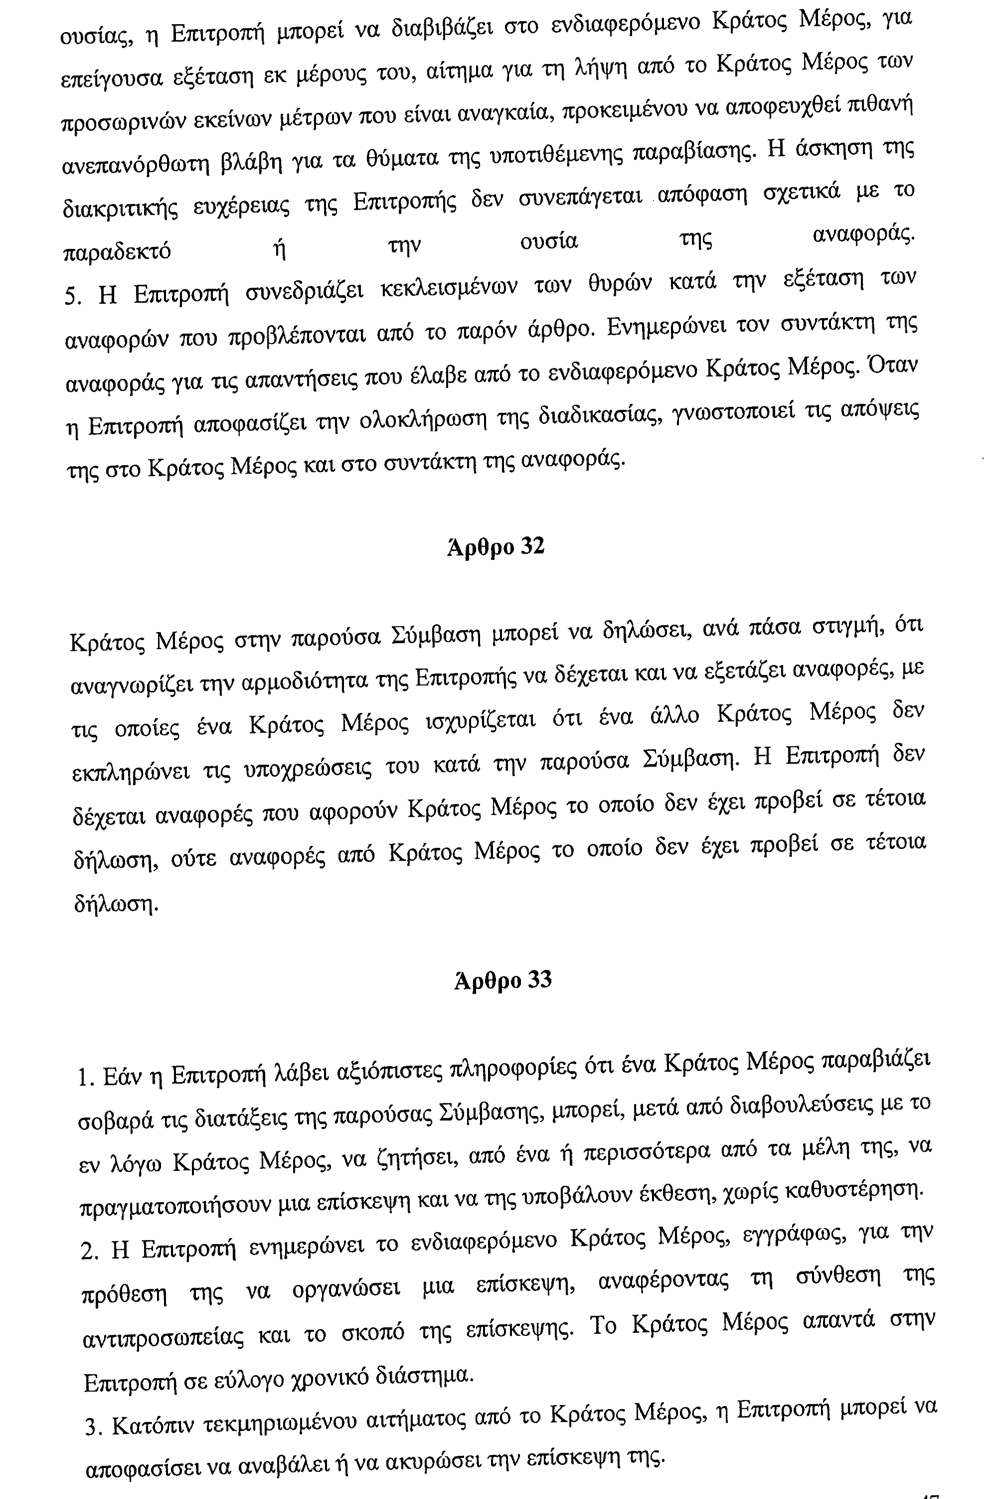 ουσίας, η Επιτροπή μπορεί να διαβιβάζει στο ενδιαφερόμενο Κράτος Μέρος, για
επείγουσα εξέταση εκ μέρους του, αίτημα για τη λήψη από το Κράτος Μέρος των
προσωρινών εκείνων μέτρων που είναι αναγκαία, προκειμένου να αποφευχθεί πιθανή
ανεπανόρθωτη βλάβη για τα θύματα της υποτιθέμενης παραβίασης. Η άσκηση της
διακριτικής ευχέρειας της Επιτροπής δεν συνεπάγεται απόφαση σχετικά με το
παραδεκτό ή την ουσία της αναφοράς.
5. Η Επιτροπή συνεδριάζει κεκλεισμένων των θυρών κατά την εξέταση των
αναφορών που προβλέπονται από το παρόν άρθρο. Ενημερώνει τον συντάκτη της
αναφοράς για τις απαντήσεις που έλαβε από το ενδιαφερόμενο Κράτος Μέρος. Όταν
η Επιτροπή αποφασίζει την ολοκλήρωση της διαδικασίας, γνωστοποιεί τις απόψεις
της στο Κράτος Μέρος και στο συντάκτη της αναφοράς.
Άρθρο 32
Κράτος Μέρος στην παρούσα Σύμβαση μπορεί να δηλώσει, ανά πάσα στιγμή, ότι
αναγνωρίζει την αρμοδιότητα της Επιτροπής να δέχεται και να εξετάζει αναφορές, με
τις οποίες ένα Κράτος Μέρος ισχυρίζεται ότι ένα άλλο Κράτος Μέρος δεν
εκπληρώνει τις υποχρεώσεις του κατά την παρούσα Σύμβαση. Η Επιτροπή δεν
δέχεται αναφορές που αφορούν Κράτος Μέρος το οποίο δεν έχει προβεί σε τέτοια
δήλωση, ούτε αναφορές από Κράτος Μέρος το οποίο δεν έχει προβεί σε τέτοια
δήλωση.
Άρθρο 33
1. Εάν η Επιτροπή λάβει αξιόπιστες πληροφορίες ότι ένα Κράτος Μέρος παραβιάζει
σοβαρά τις διατάξεις της παρούσας Σύμβασης, μπορεί, μετά από διαβουλεύσεις με το
εν λόγω Κράτος Μέρος, να ζητήσει, από ένα ή περισσότερα από τα μέλη της, να
πραγματοποιήσουν μια επίσκεψη και να της υποβάλουν έκθεση, χωρίς καθυστέρηση.
2. Η Επιτροπή ενημερώνει το ενδιαφερόμενο Κράτος Μέρος, εγγράφως, για την
πρόθεση της να οργανώσει μια επίσκεψη, αναφέροντας τη σύνθεση της
αντιπροσωπείας και το σκοπό της επίσκεψης. Το Κράτος Μέρος απαντά στην
Επιτροπή σε εύλογο χρονικό διάστημα.
3. Κατόπιν τεκμηριωμένου αιτήματος από το Κράτος Μέρος, η Επιτροπή μπορεί να
αποφασίσει να αναβάλει ή να ακυρώσει την επίσκεψη της.